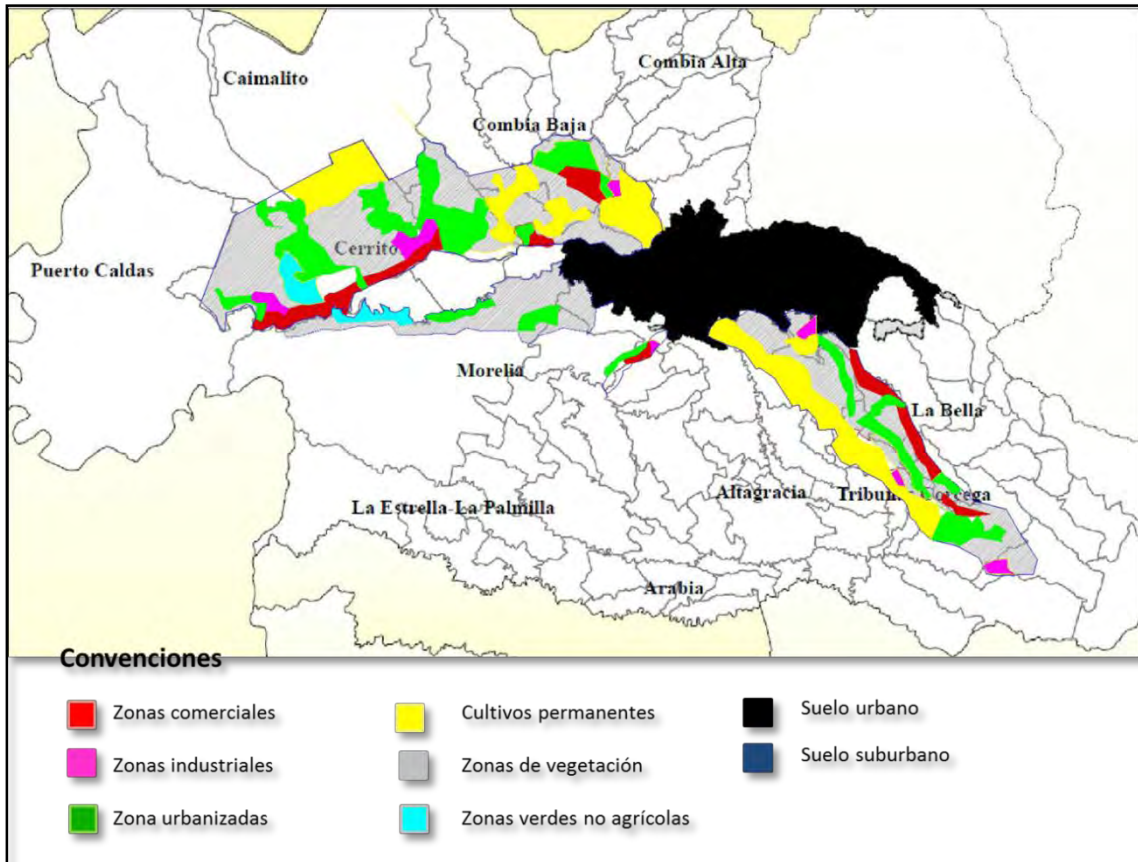 Combia Alta
Caimalito
Combia Baja
Cerrito
Puerto Caldas
Morelia
La Bella
Altagracia
La Estrella-La Palmilla
Arabia
Convenciones
Zonas comerciales
Cultivos permanentes
Suelo urbano
Zonas industriales
Zonas de vegetación
Suelo suburbano
Zona urbanizadas
Zonas verdes no agrícolas